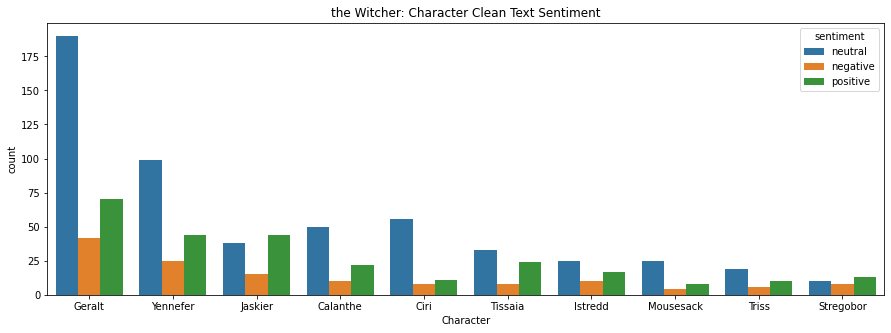 the Witcher: Character Clean Text Sentiment
sentiment
neutral
negative
positive
count
175
150
125
100
75
50
25
0
Geralt Yennefer Jaskier Calanthe Ciri Tissaia Istredd Mousesack Triss Stregobor
Character